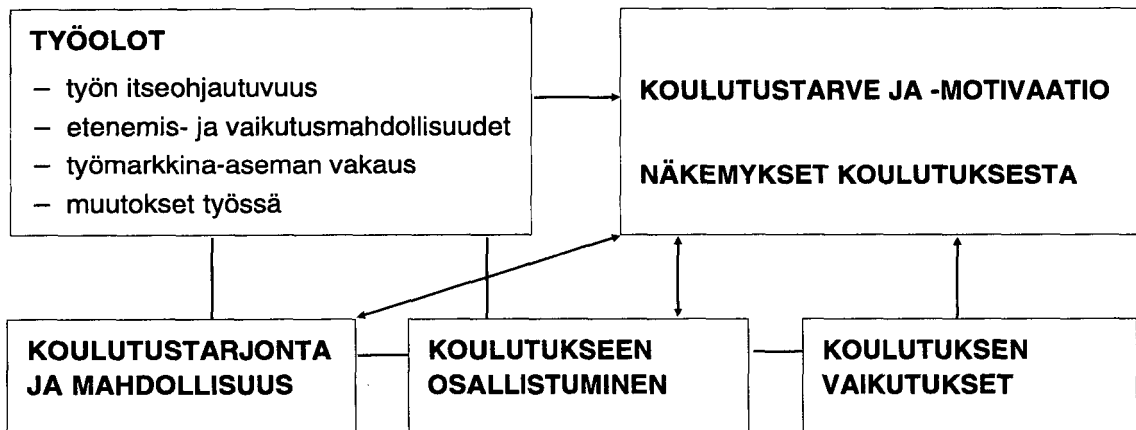 TYÖOLOT
– työn itseohjautuvuus
– etenemis- ja vaikutusmahdollisuudet
– työmarkkina-aseman vakaus
– muutokset työssä
KOULUTUSTARVE JA -MOTIVAATIO
NÄKEMYKSET KOULUTUKSESTA
KOULUTUSTARJONTA
JA MAHDOLLISUUS
KOULUTUKSEEN
OSALLISTUMINEN
KOULUTUKSEN
VAIKUTUKSET